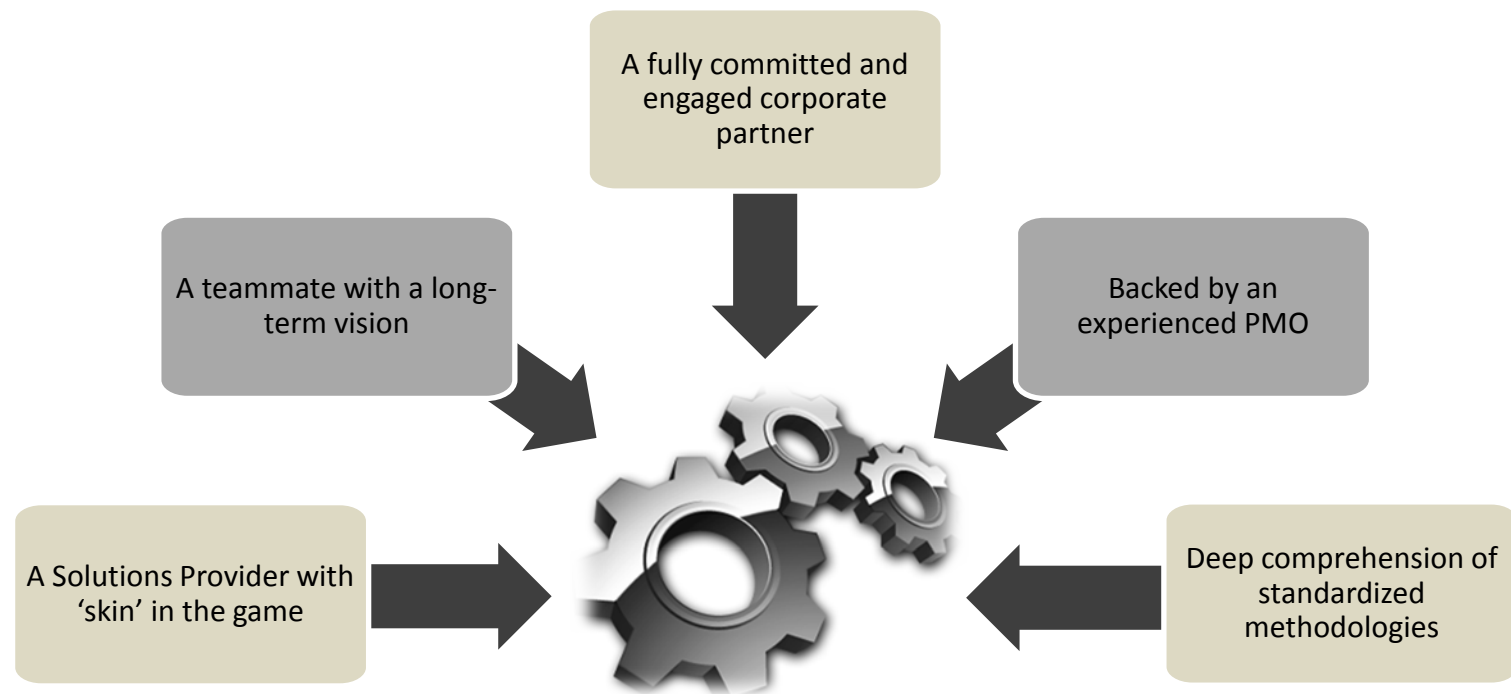 A fully committed and
engaged corporate
partner
A teammate with a long-
term vision
Backed by an
experienced PMO
A Solutions Provider with
‘skin’ in the game
Deep comprehension of
standardized
methodologies